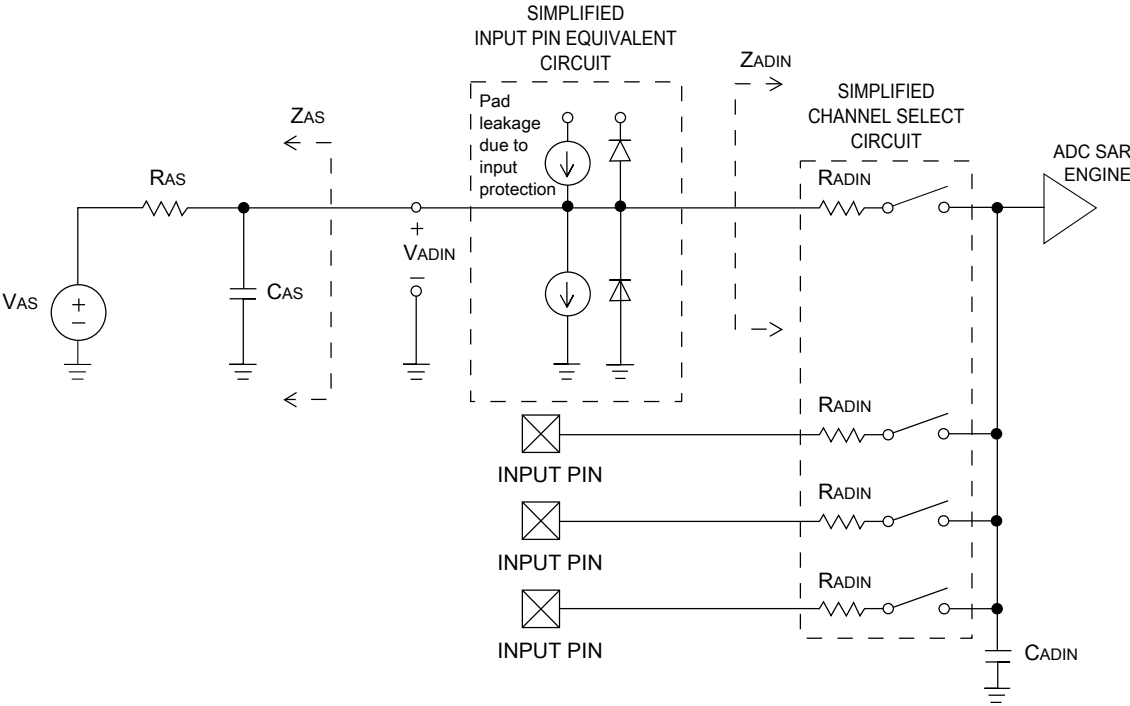 SIMPLIFIED
INPUT PIN EQUIVALENT
CIRCUIT
Pad
leakage
due to
input
protection
ZADIN
SIMPLIFIED
CHANNEL SELECT
CIRCUIT
ADC SAR
ENGINE
ZAS
RAS
RADIN
+
VADIN
–
VAS
+
–
CAS
RADIN
INPUT PIN
RADIN
INPUT PIN
RADIN
INPUT PIN
CADIN